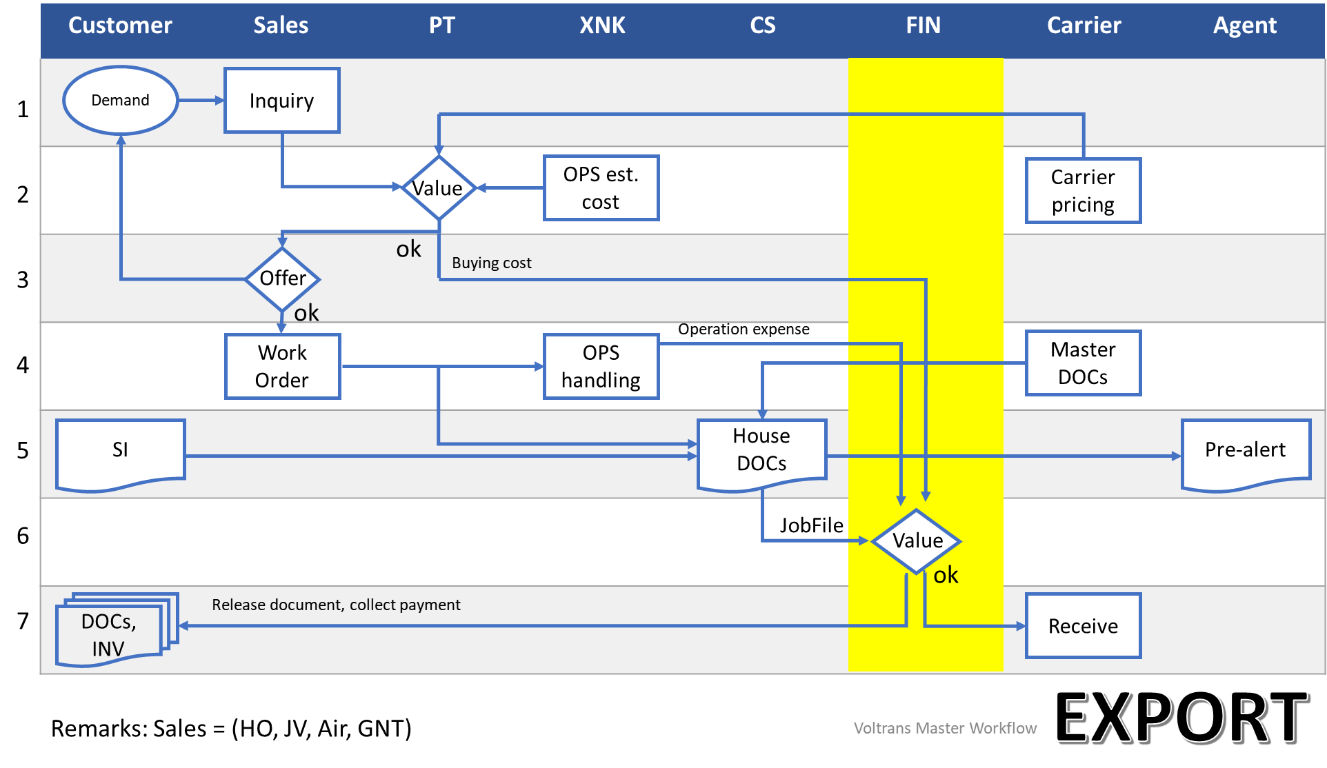 Customer Sales PT XNK CS FIN Carrier Agent
1
Demand
Inquiry
2
Value
OPS est.
cost
Carrier
pricing
ok
3
Offer
Buying cost
ok
4
Work
Order
OPS
handling
Operation expense
Master
DOCs
5
SI
House
DOCs
Pre-alert
6
JobFile
Value
ok
7
DOCs,
INV
Release document, collect payment
Receive
Remarks: Sales = (HO, JV, Air, GNT)
Voltrans Master Workflow
EXPORT